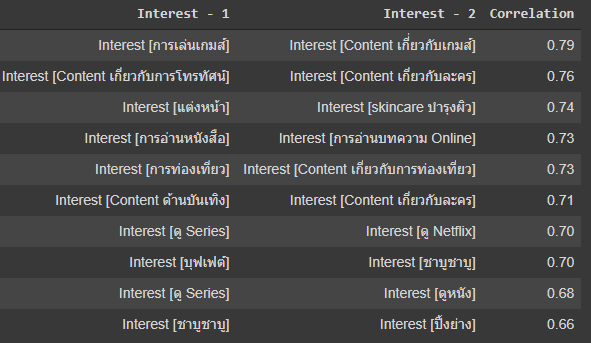 Interest - 1 Interest - 2 Correlation
Interest [การเล่นเกมส์] Interest [Content เกี่ยวกับเกมส์] 0.79
Interest [Content เกี่ยวกับการโทรทัศน์] Interest [Content เกี่ยวกับละคร] 0.76
Interest [แต่งหน้า] Interest [skincare บำรุงผิว] 0.74
Interest [การอ่านหนังสือ] Interest [การอ่านบทความ Online] 0.73
Interest [การท่องเที่ยว] Interest [Content เกี่ยวกับการท่องเที่ยว] 0.73
Interest [Content ด้านบันเทิง] Interest [Content เกี่ยวกับละคร] 0.71
Interest [ดู Series] Interest [ดู Netflix] 0.70
Interest [บุฟเฟต์] Interest [ชาบูชาบู] 0.70
Interest [ดู Series] Interest [ดูหนัง] 0.68
Interest [ชาบูชาบู] Interest [ปิ้งย่าง] 0.66